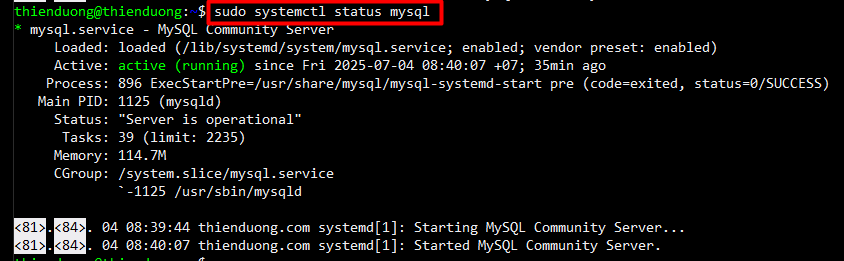 thienduong@thienduong:~$ sudo systemctl status mysql
* mysql.service - MySQL Community Server
Loaded: loaded (/lib/systemd/system/mysql.service; enabled; vendor preset: enabled)
Active: active (running) since Fri 2025-07-04 08:40:07 +07; 35min ago
Process: 896 ExecStartPre=/usr/share/mysql/mysql-systemd-start pre (code=exited, status=0/SUCCESS)
Main PID: 1125 (mysqld)
Status: "Server is operational"
Tasks: 39 (limit: 2235)
Memory: 114.7M
CGroup: /system.slice/mysql.service
`-1125 /usr/sbin/mysqld
<81>.<84>. 04 08:39:44 thienduong.com systemd[1]: Starting MySQL Community Server...
<81>.<84>. 04 08:40:07 thienduong.com systemd[1]: Started MySQL Community Server.